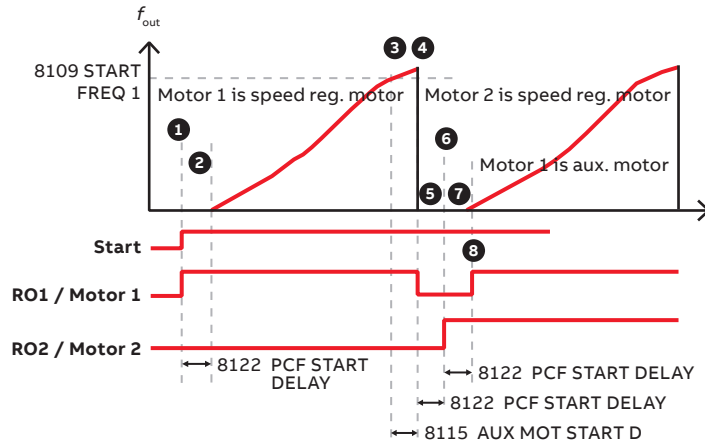 fout
8109 START
FREQ 1
3 4
Motor 1 is speed reg. motor
Motor 2 is speed reg. motor
1
6
2
Motor 1 is aux. motor
5 7
Start
8
RO1 / Motor 1
RO2 / Motor 2
8122 PCF START
DELAY
8122 PCF START DELAY
8122 PCF START DELAY
8115 AUX MOT START D